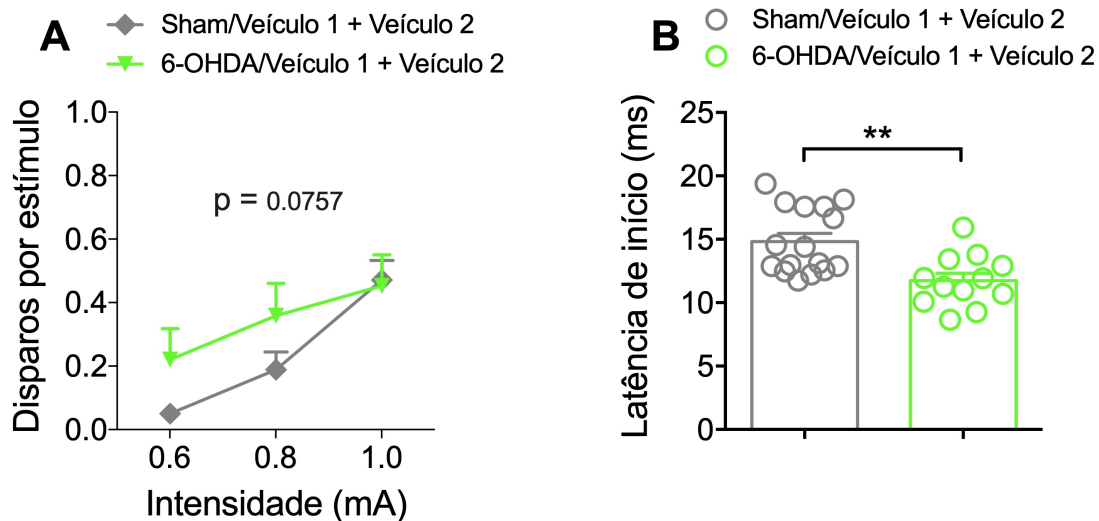 A
Sham/Veículo 1 + Veículo 2
6-OHDA/Veículo 1 + Veículo 2
Disparos por estímulo
1.0
0.8
0.6
0.4
0.2
0.0
p = 0.0757
0.6 0.8 1.0
Intensidade (mA)
B
Sham/Veículo 1 + Veículo 2
6-OHDA/Veículo 1 + Veículo 2
Latência de início (ms)
25
20
15
10
5
0
**